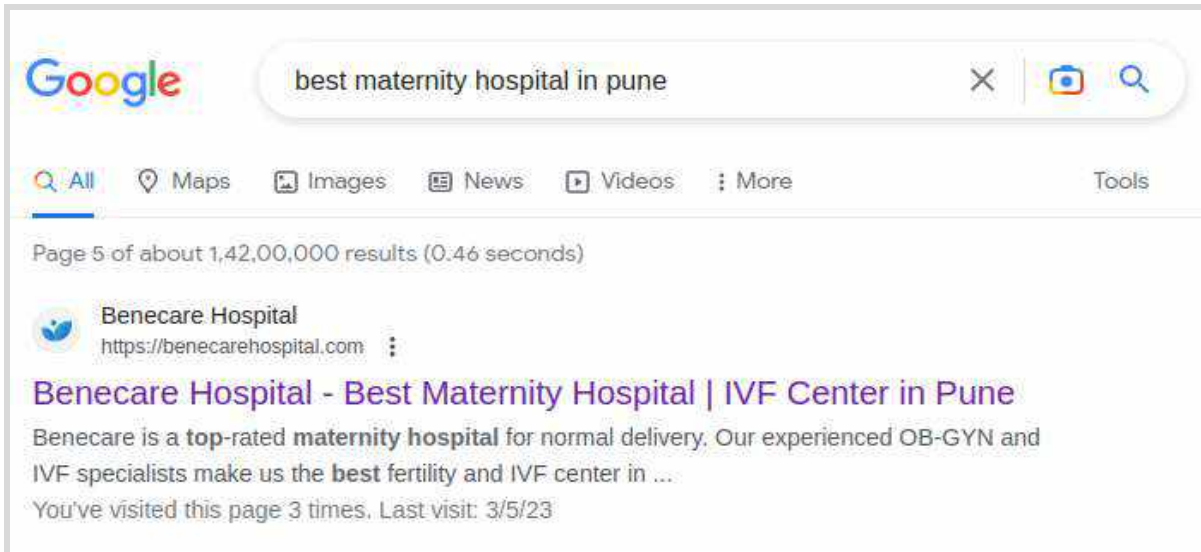 Google
best maternity hospital in pune
All Maps Images News Videos More Tools
Page 5 of about 1,42,00,000 results (0.46 seconds)
Benecare Hospital
https://benecarehospital.com
Benecare Hospital - Best Maternity Hospital | IVF Center in Pune
Benecare is a top-rated maternity hospital for normal delivery. Our experienced OB-GYN and
IVF specialists make us the best fertility and IVF center in ...
You've visited this page 3 times. Last visit: 3/5/23